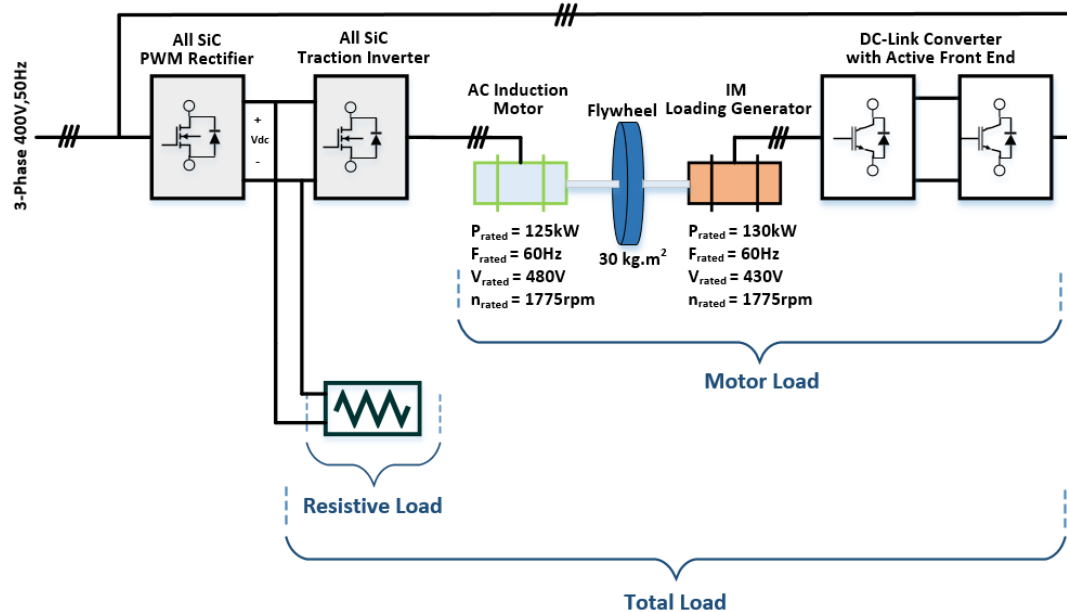 3-Phase 400V,50Hz
All SiC
PWM Rectifier
+
Vdc
-
All SiC
Traction Inverter
AC Induction
Motor
Flywheel
IM
Loading Generator
DC-Link Converter
with Active Front End
Prated = 125kW
Frated = 60Hz
Vrated = 480V
nrated = 1775rpm
30 kg.m²
Prated = 130kW
Frated = 60Hz
Vrated = 430V
nrated = 1775rpm
Motor Load
Resistive Load
Total Load